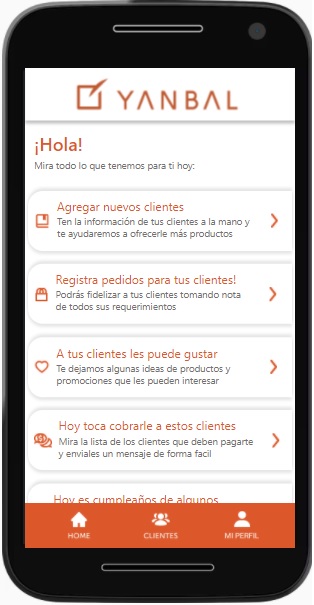 YANBAL
¡Hola!
Mira todo lo que tenemos para ti hoy:
Agregar nuevos clientes
Ten la información de tus clientes a la mano y
te ayudaremos a ofrecerle más productos
Registra pedidos para tus clientes!
Podrás fidelizar a tus clientes tomando nota
de todos sus requerimientos
A tus clientes les puede gustar
Te dejamos algunas ideas de productos y
promociones que les pueden interesar
Hoy toca cobrarle a estos clientes
Mira la lista de los clientes que deben pagarte
y enviales un mensaje de forma facil
Hoy es cumpleaños de algunos
HOME
CLIENTES
MI PERFIL